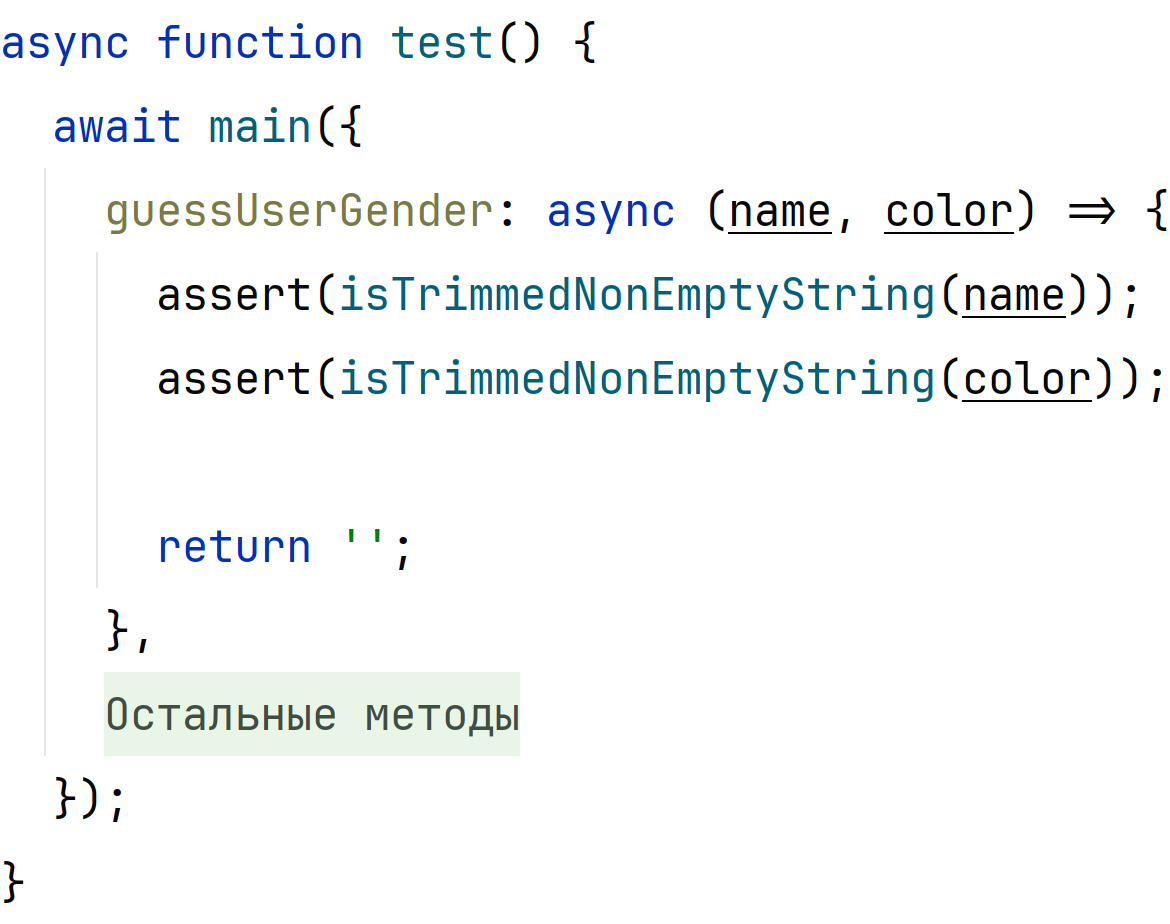 async function test() {
await main({
guessUserGender: async (name, color) => {
assert(isTrimmedNonEmptyString(name));
assert(isTrimmedNonEmptyString(color));
return '';
},
Остальные методы
});
}